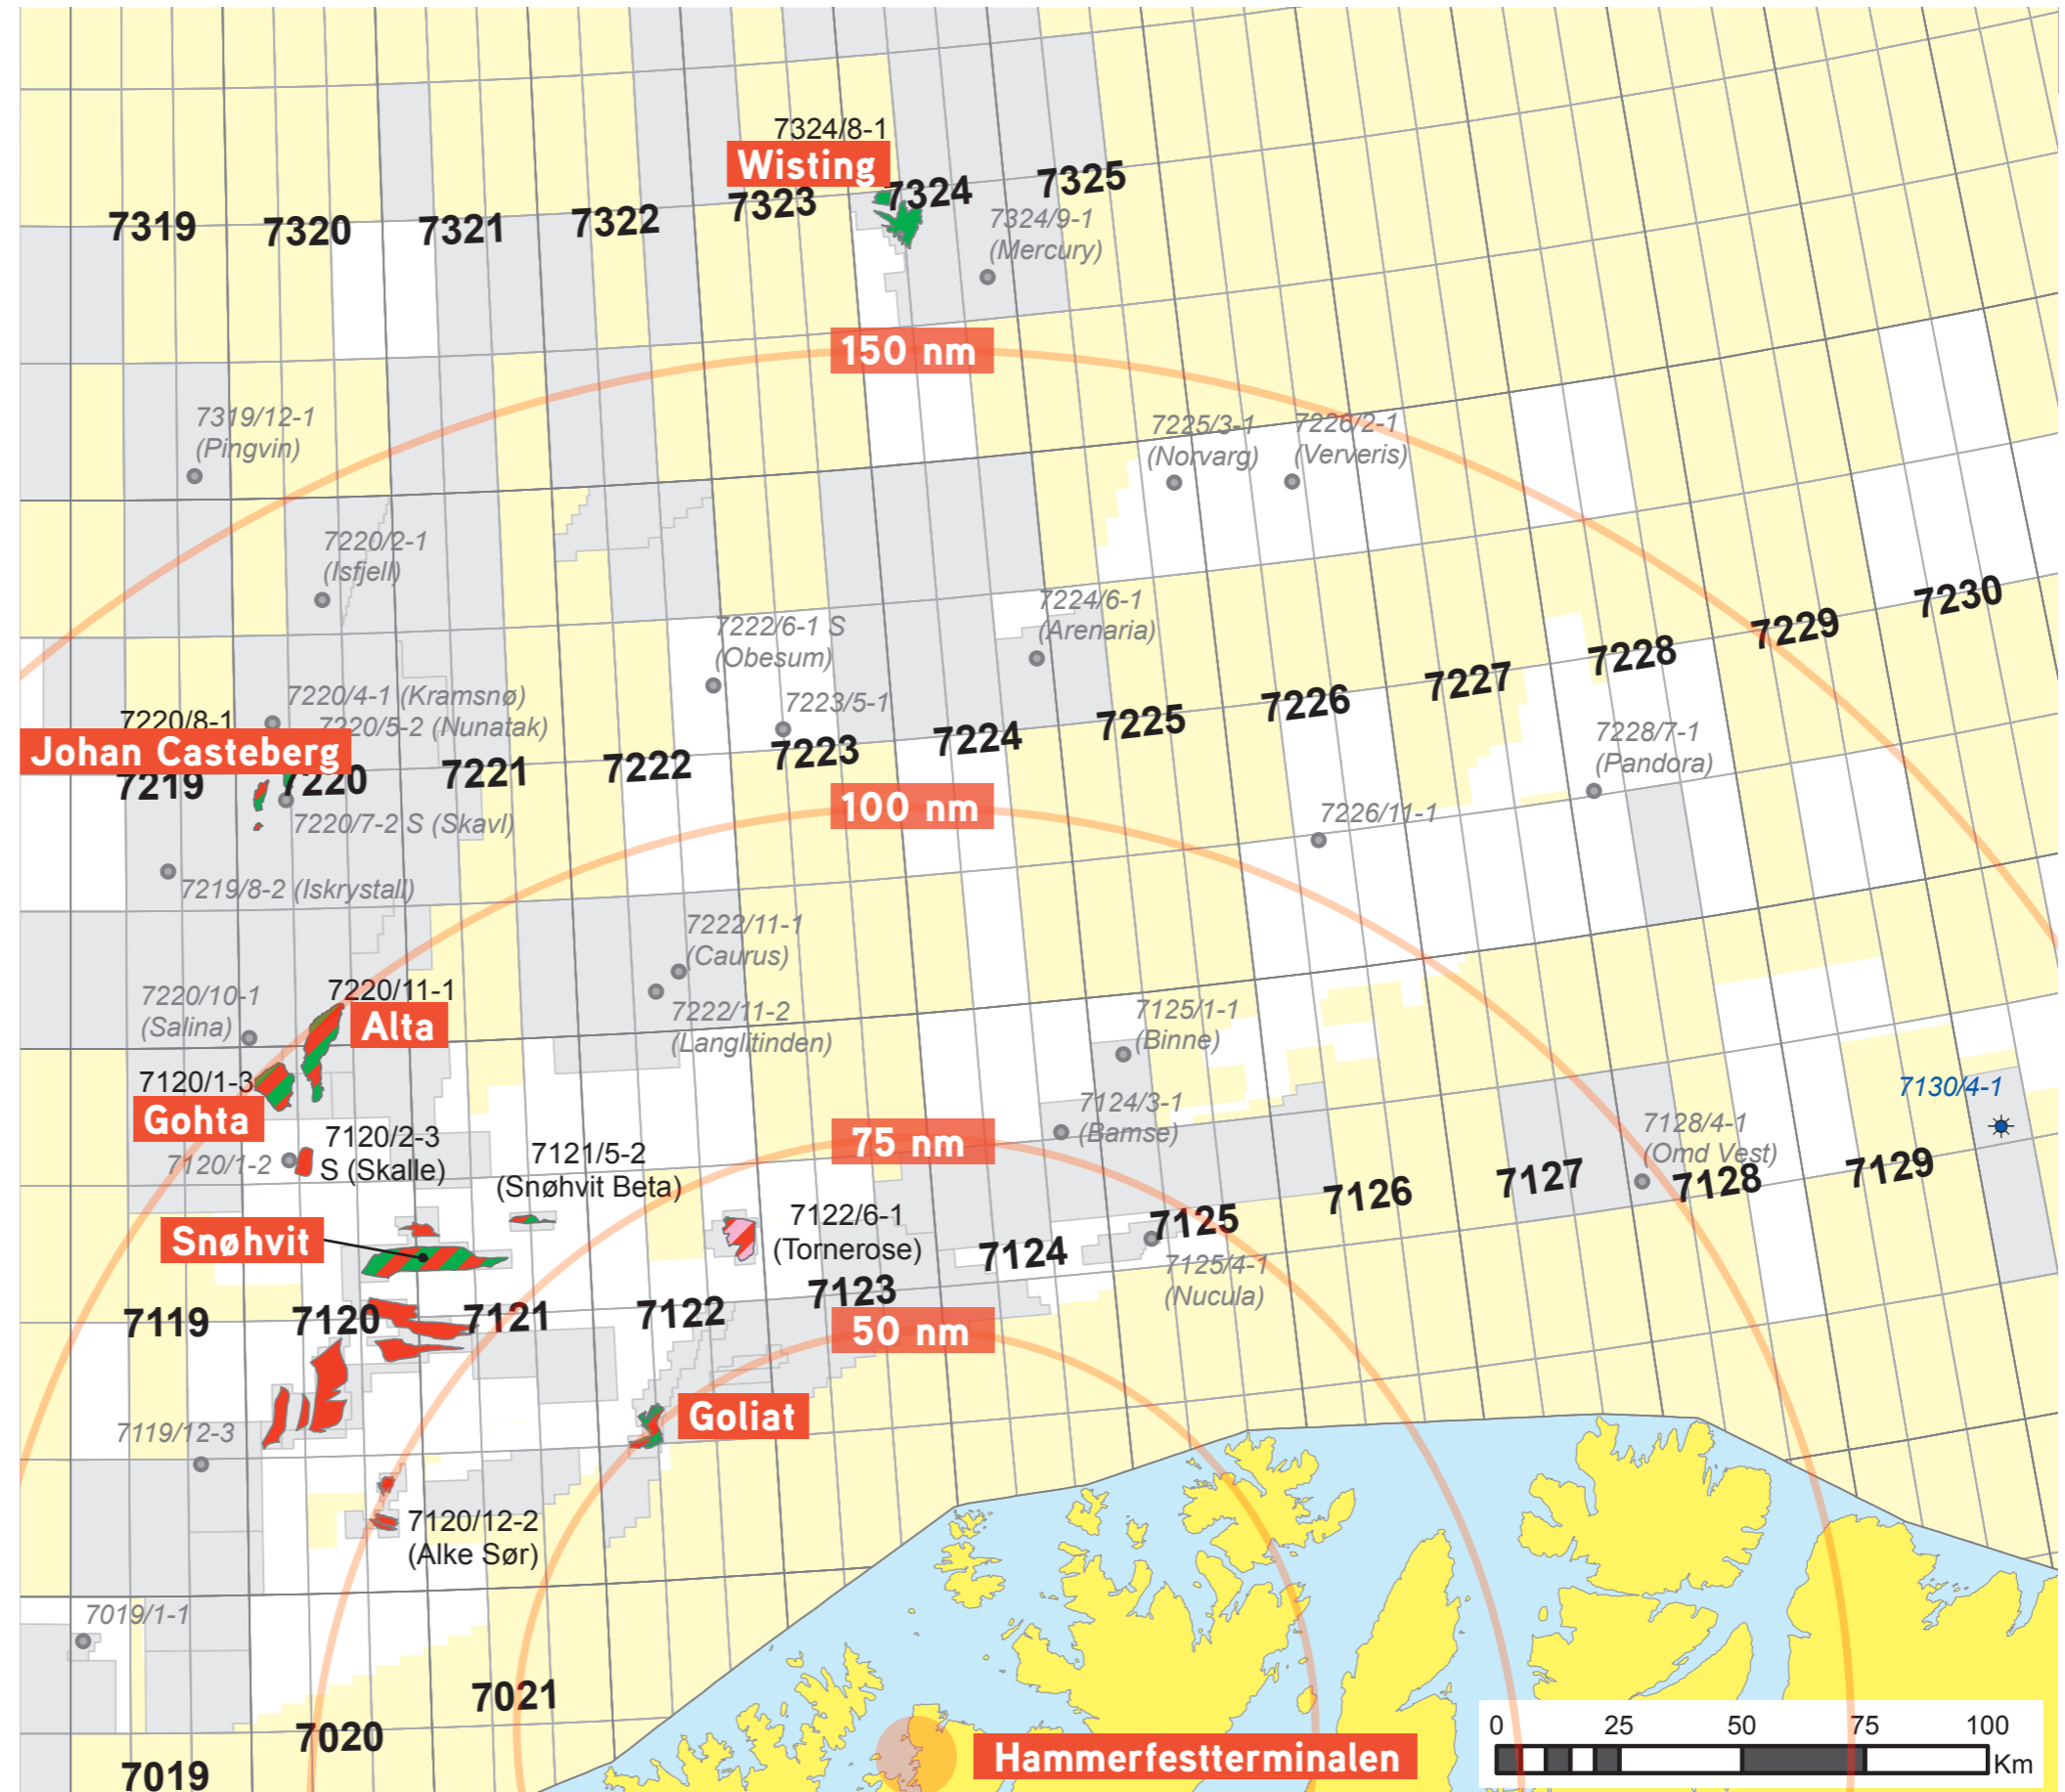 7324/8-1
Wisting
7319
7320
7321
7322
7323
7324
7325
7324/9-1
(Mercury)
150 nm
7319/12-1
(Pingvin)
7225/3-1
(Norvarg)
7226/2-1
(Ververis)
7220/2-1
(Isfjell)
7222/6-1 S
(Obesum)
7224/6-1
(Arenaria)
7230
7229
7228
7227
7226
7225
7224
7223
7222
7221
7220
7219
7220/4-1 (Kramsnø)
7220/5-2 (Nunatak)
7220/8-1
Johan Casteberg
7223/5-1
7228/7-1
(Pandora)
100 nm
7220/7-2 S (Skavl)
7226/11-1
7219/8-2 (Iskrystall)
7222/11-1
(Caurus)
7222/11-2
(Langlitinden)
7220/10-1
(Salina)
7220/11-1
Alta
7125/1-1
(Binne)
7120/1-3
Gohta
7124/3-1
(Bamse)
7130/4-1
7128/4-1
(Omd Vest)
75 nm
7120/2-3
S (Skalle)
7120/1-2
7121/5-2
(Snøhvit Beta)
7122/6-1
(Tornerose)
Snøhvit
7129
7128
7127
7126
7125
7124
7123
7122
7121
7120
7119
7125/4-1
(Nucula)
50 nm
Goliat
7119/12-3
7120/12-2
(Alke Sør)
7019/1-1
7021
7020
7019
Hammerfestterminalen
0 25 50 75 100
Km